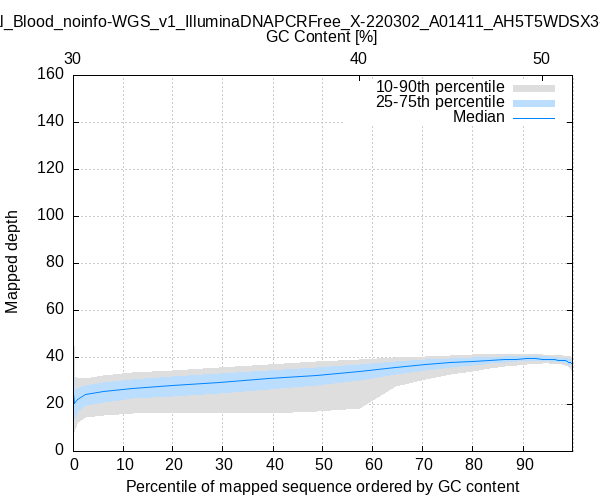 _Blood_noinfo-WGS_v1_IlluminaDNAPCRFree_X-220302_A01411_AH5T5WDSX3
GC Content [%]
30 40 50
160
140
120
100
80
60
40
20
0
Mapped depth
10-90th percentile
25-75th percentile
Median
0 10 20 30 40 50 60 70 80 90
Percentile of mapped sequence ordered by GC content